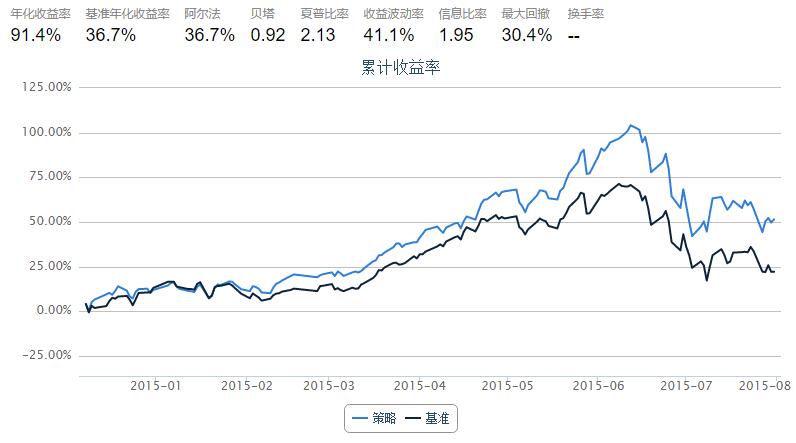 年化收益率 基准年化收益率 阿尔法 贝塔 夏普比率 收益波动率 信息比率 最大回撤 换手率
91.4% 36.7% 36.7% 0.92 2.13 41.1% 1.95 30.4% --
累计收益率
125.00%
100.00%
75.00%
50.00%
25.00%
0.00%
-25.00%
2015-01 2015-02 2015-03 2015-04 2015-05 2015-06 2015-07 2015-08
策略 基准